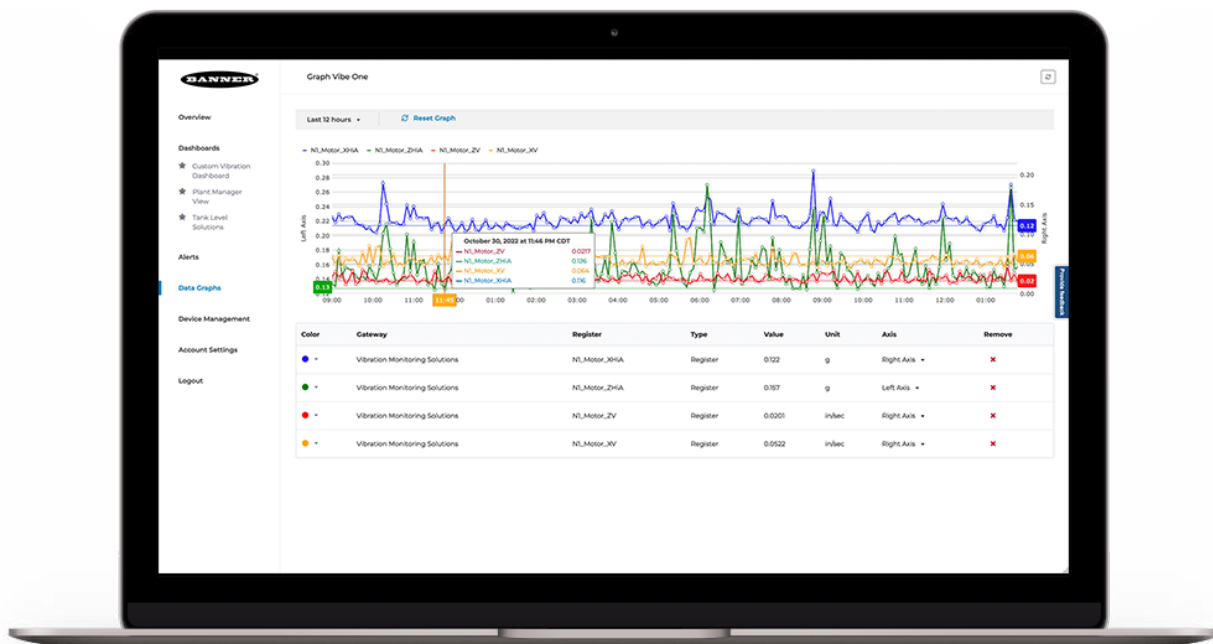 BANNER
Graph Vibe One
Overview
Dashboards
Custom Vibration
Dashboard
Plant Manager
View
Tank Level
Solutions
Alerts
Data Graphs
Device Management
Account Settings
Logout
Last 12 hours
Reset Graph
N1_Motor_XHiA N1_Motor_ZHiA N1_Motor_ZV N1_Motor_XV
Left Axis
0.30
0.28
0.26
0.24
0.22
0.20
0.18
0.16
0.13
Right Axis
0.20
0.15
0.12
0.10
0.06
0.02
0.00
October 30, 2022 at 11:46 PM CDT
N1_Motor_ZV 0.0217
N1_Motor_ZHiA 0.126
N1_Motor_XV 0.064
N1_Motor_XHiA 0.116
09:00 10:00 11:00 11:45 01:00 02:00 03:00 04:00 05:00 06:00 07:00 08:00 09:00 10:00 11:00 12:00 01:00
Provide feedback
Color Gateway Register Type Value Unit Axis Remove
Vibration Monitoring Solutions N1_Motor_XHiA Register 0.122 g Right Axis
Vibration Monitoring Solutions N1_Motor_ZHiA Register 0.157 g Left Axis
Vibration Monitoring Solutions N1_Motor_ZV Register 0.0201 in/sec Right Axis
Vibration Monitoring Solutions N1_Motor_XV Register 0.0522 in/sec Right Axis